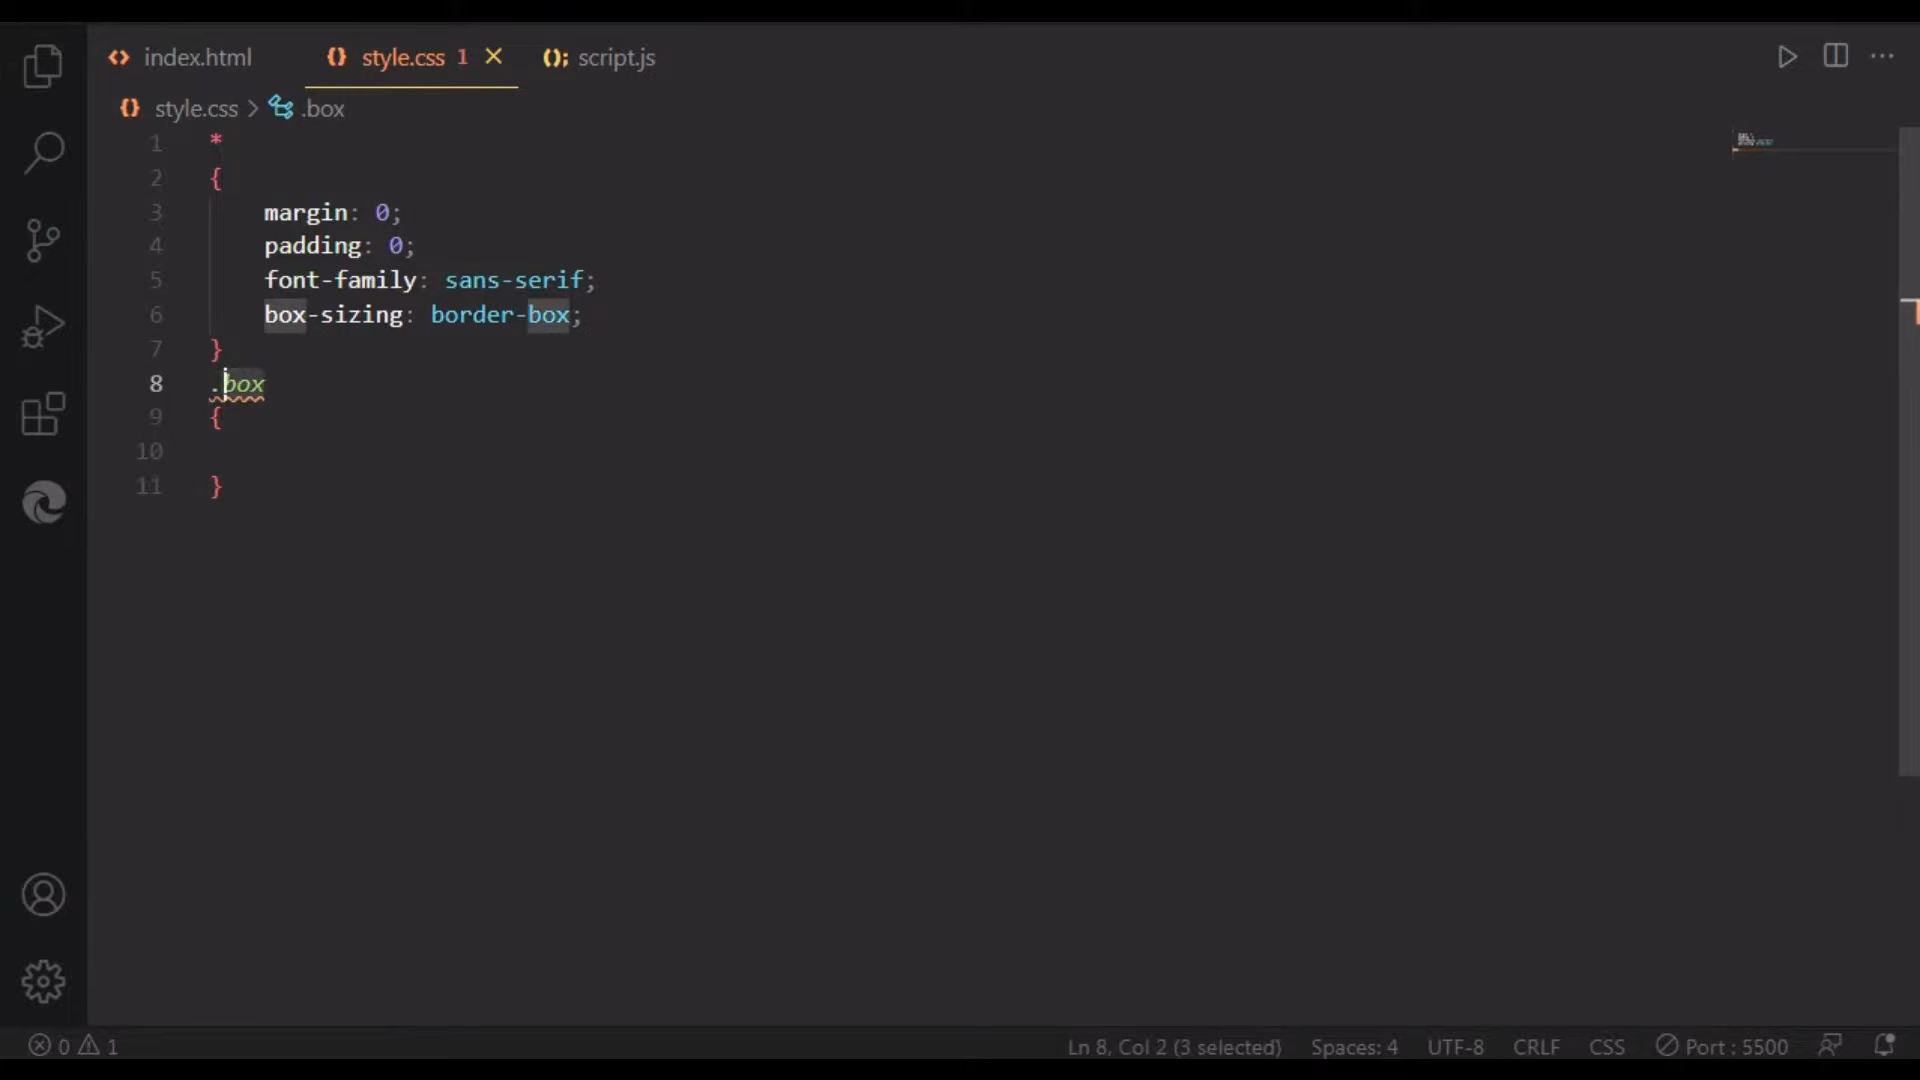 index.html style.css 1 script.js
style.css > .box
1 *
2 {
3 margin: 0;
4 padding: 0;
5 font-family: sans-serif;
6 box-sizing: border-box;
7 }
8 .box
9 {
10
11 }
0 1 Ln 8, Col 2 (3 selected) Spaces: 4 UTF-8 CRLF CSS Port : 5500